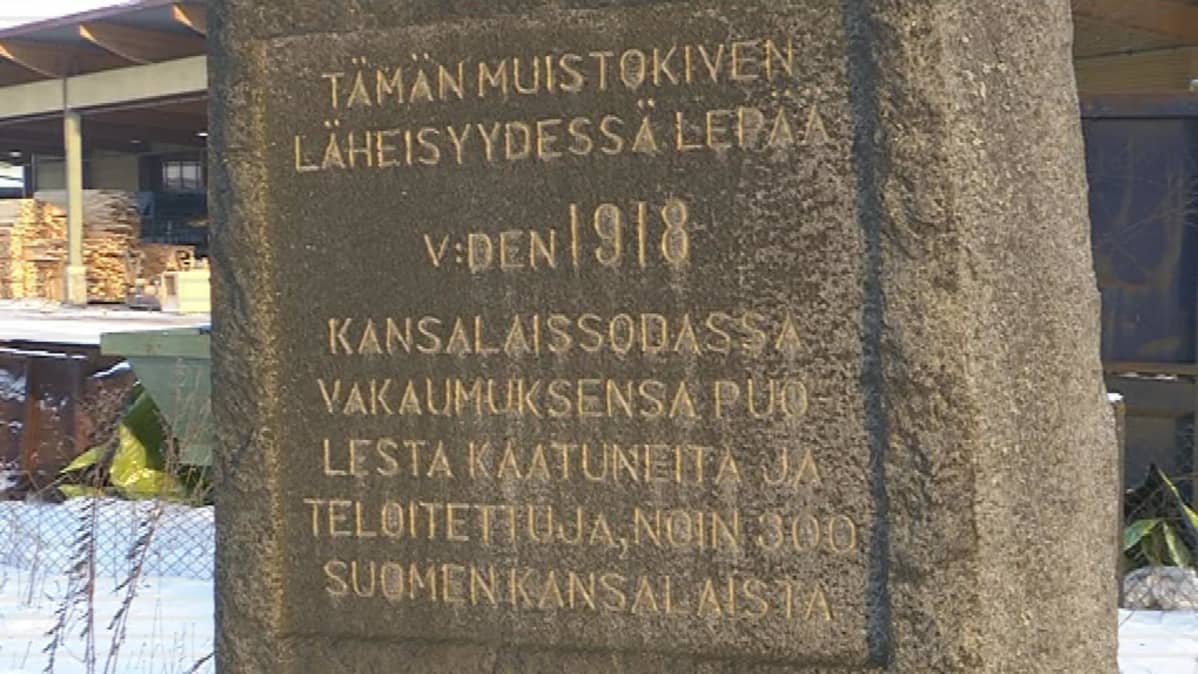 TÄMÄN MUISTOKIVEN
LÄHEISYYDESSÄ LEPÄÄ
V:DEN 1918
KANSALAISSODASSA
VAKAUMUKSENSA PUO-
LESTA KAATUNEITA JA
TELOITETTUJA, NOIN 300
SUOMEN KANSALAISTA